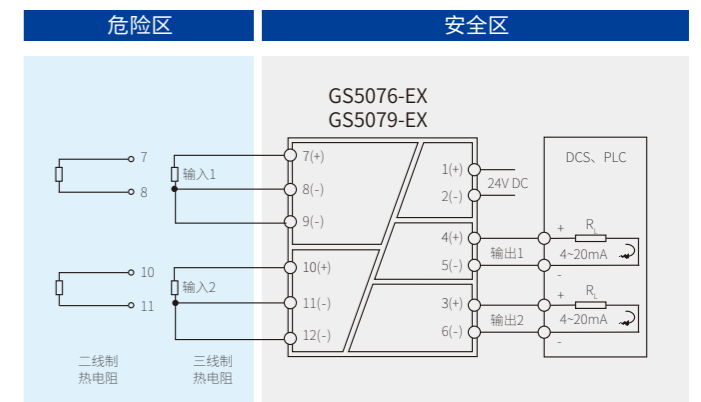 危险区
安全区
GS5076-EX
GS5079-EX
7
8
输入1
7(+)
8(-)
9(-)
1(+)
2(-)
24V DC
DCS、PLC
4(+)
5(-)
输出1
+ RL
4~20mA
-
10
11
输入2
10(+)
11(-)
12(-)
3(+)
6(-)
输出2
+ RL
4~20mA
-
二线制
热电阻
三线制
热电阻